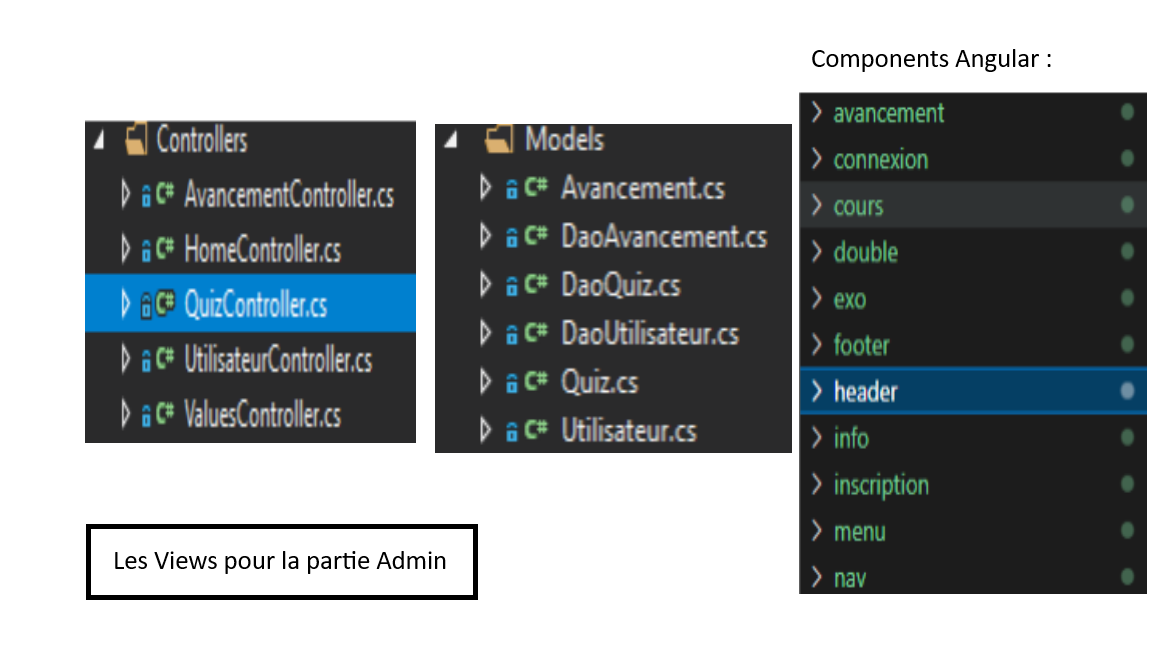 Components Angular :
Controllers
C# AvancementController.cs
C# HomeController.cs
C# QuizController.cs
C# UtilisateurController.cs
C# ValuesController.cs
Models
C# Avancement.cs
C# DaoAvancement.cs
C# DaoQuiz.cs
C# DaoUtilisateur.cs
C# Quiz.cs
C# Utilisateur.cs
avancement
connexion
cours
double
exo
footer
header
info
inscription
menu
nav
Les Views pour la partie Admin